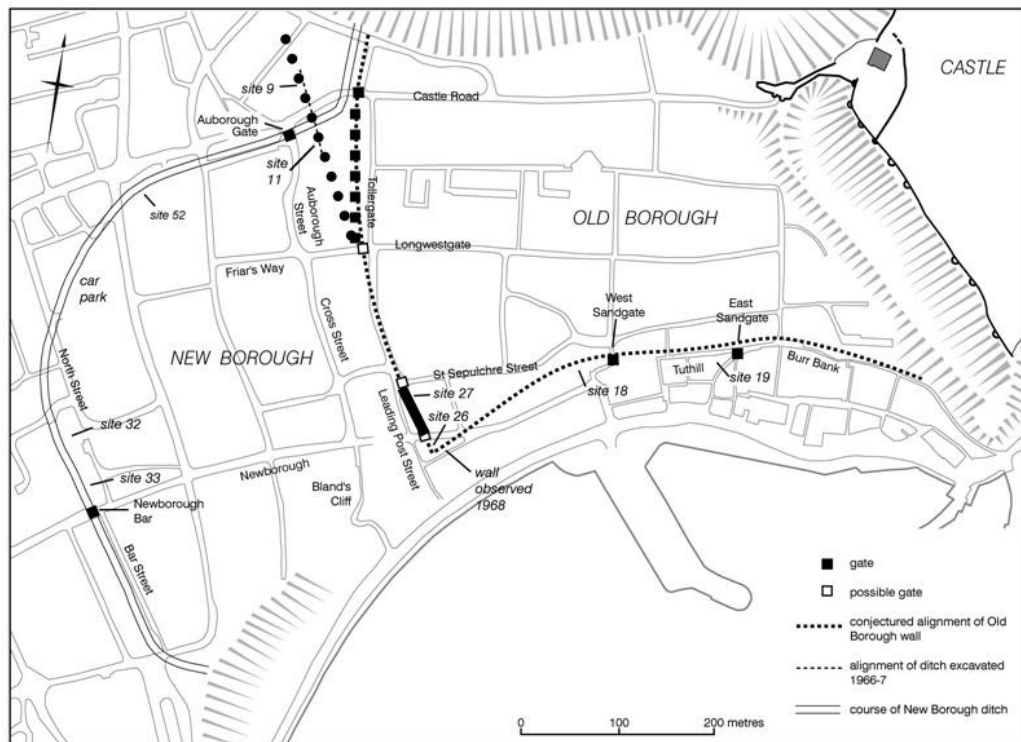 CASTLE
site 9
Auborough
Gate
Castle Road
site
11
Auborough
Street
Tollergate
site 52
OLD BOROUGH
Longwestgate
Friar's Way
car
park
West
Sandgate
East
Sandgate
Cross Street
NEW BOROUGH
St Sepulchre Street
Tuthill
Burr Bank
site 18
site 19
North Street
site 27
site 26
Leading Post Street
site 32
site 33
Newborough
Bland's
Cliff
wall
observed
1968
Newborough
Bar
Bar Street
gate
possible gate
conjectured alignment of Old
Borough wall
alignment of ditch excavated
1966-7
course of New Borough ditch
0 100 200 metres